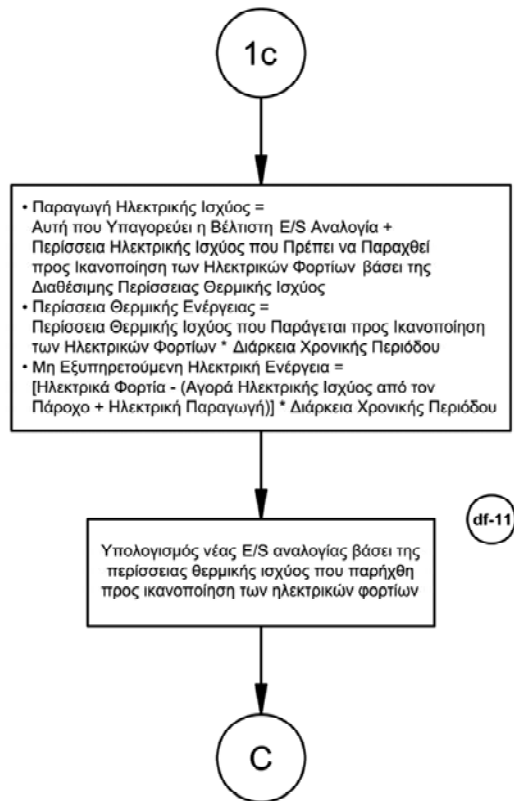 1c
• Παραγωγή Ηλεκτρικής Ισχύος =
Αυτή που Υπαγορεύει η Βέλτιστη E/S Αναλογία +
Περίσσεια Ηλεκτρικής Ισχύος που Πρέπει να Παραχθεί
προς Ικανοποίηση των Ηλεκτρικών Φορτίων βάσει της
Διαθέσιμης Περίσσειας Θερμικής Ισχύος
• Περίσσεια Θερμικής Ενέργειας =
Περίσσεια Θερμικής Ισχύος που Παράγεται προς Ικανοποίηση
των Ηλεκτρικών Φορτίων * Διάρκεια Χρονικής Περιόδου
• Μη Εξυπηρετούμενη Ηλεκτρική Ενέργεια =
[Ηλεκτρικά Φορτία - (Αγορά Ηλεκτρικής Ισχύος από τον
Πάροχο + Ηλεκτρική Παραγωγή)] * Διάρκεια Χρονικής Περιόδου
df-11
Υπολογισμός νέας E/S αναλογίας βάσει της
περίσσειας θερμικής ισχύος που παρήχθη
προς ικανοποίηση των ηλεκτρικών φορτίων
C